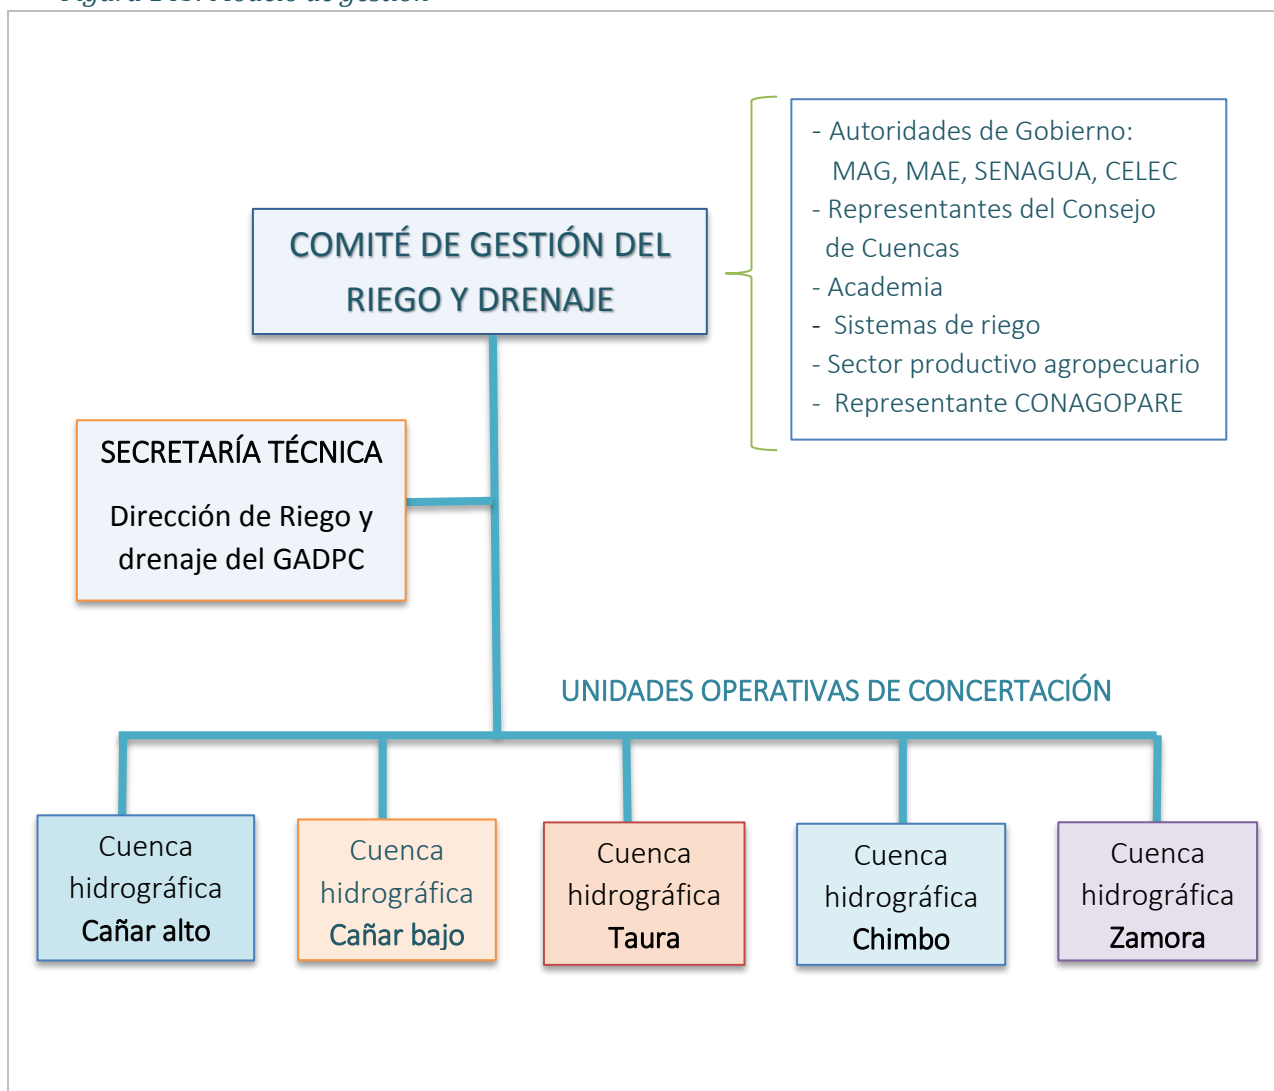 COMITÉ DE GESTIÓN DEL
RIEGO Y DRENAJE
- Autoridades de Gobierno:
MAG, MAE, SENAGUA, CELEC
- Representantes del Consejo
de Cuencas
- Academia
- Sistemas de riego
- Sector productivo agropecuario
- Representante CONAGOPARE
SECRETARÍA TÉCNICA
Dirección de Riego y
drenaje del GADPC
UNIDADES OPERATIVAS DE CONCERTACIÓN
Cuenca
hidrográfica
Cañar alto
Cuenca
hidrográfica
Cañar bajo
Cuenca
hidrográfica
Taura
Cuenca
hidrográfica
Chimbo
Cuenca
hidrográfica
Zamora